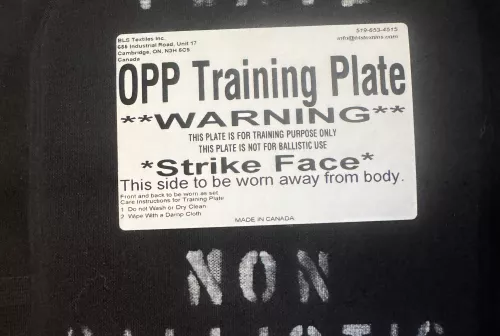 BLS Textiles Inc.
655 Industrial Road, Unit 17
Cambridge, ON, N3H 5C9
Canada
519-653-4515
OPP Training Plate
**WARNING**
THIS PLATE IS FOR TRAINING PURPOSE ONLY
THIS PLATE IS NOT FOR BALLISTIC USE
*Strike Face*
This side to be worn away from body.
Front and back to be worn as set
Care Instructions for Training Plate
1 Do not Wash or Dry Clean
2 Wipe With a Damp Cloth
MADE IN CANADA
NON